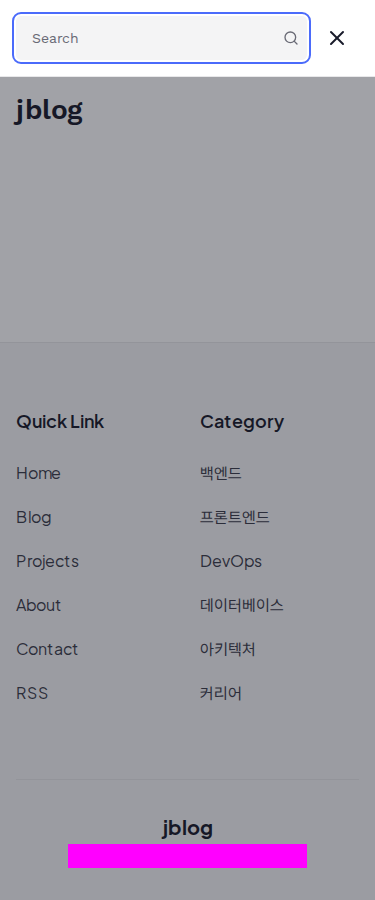 Search
jblog
Quick Link
Home
Blog
Projects
About
Contact
RSS
Category
백엔드
프론트엔드
DevOps
데이터베이스
아키텍처
커리어
jblog